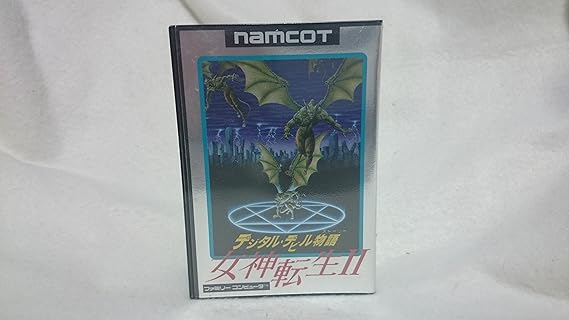 namcot
デジタル・デビル物語
女神転生II
ファミリーコンピュータ